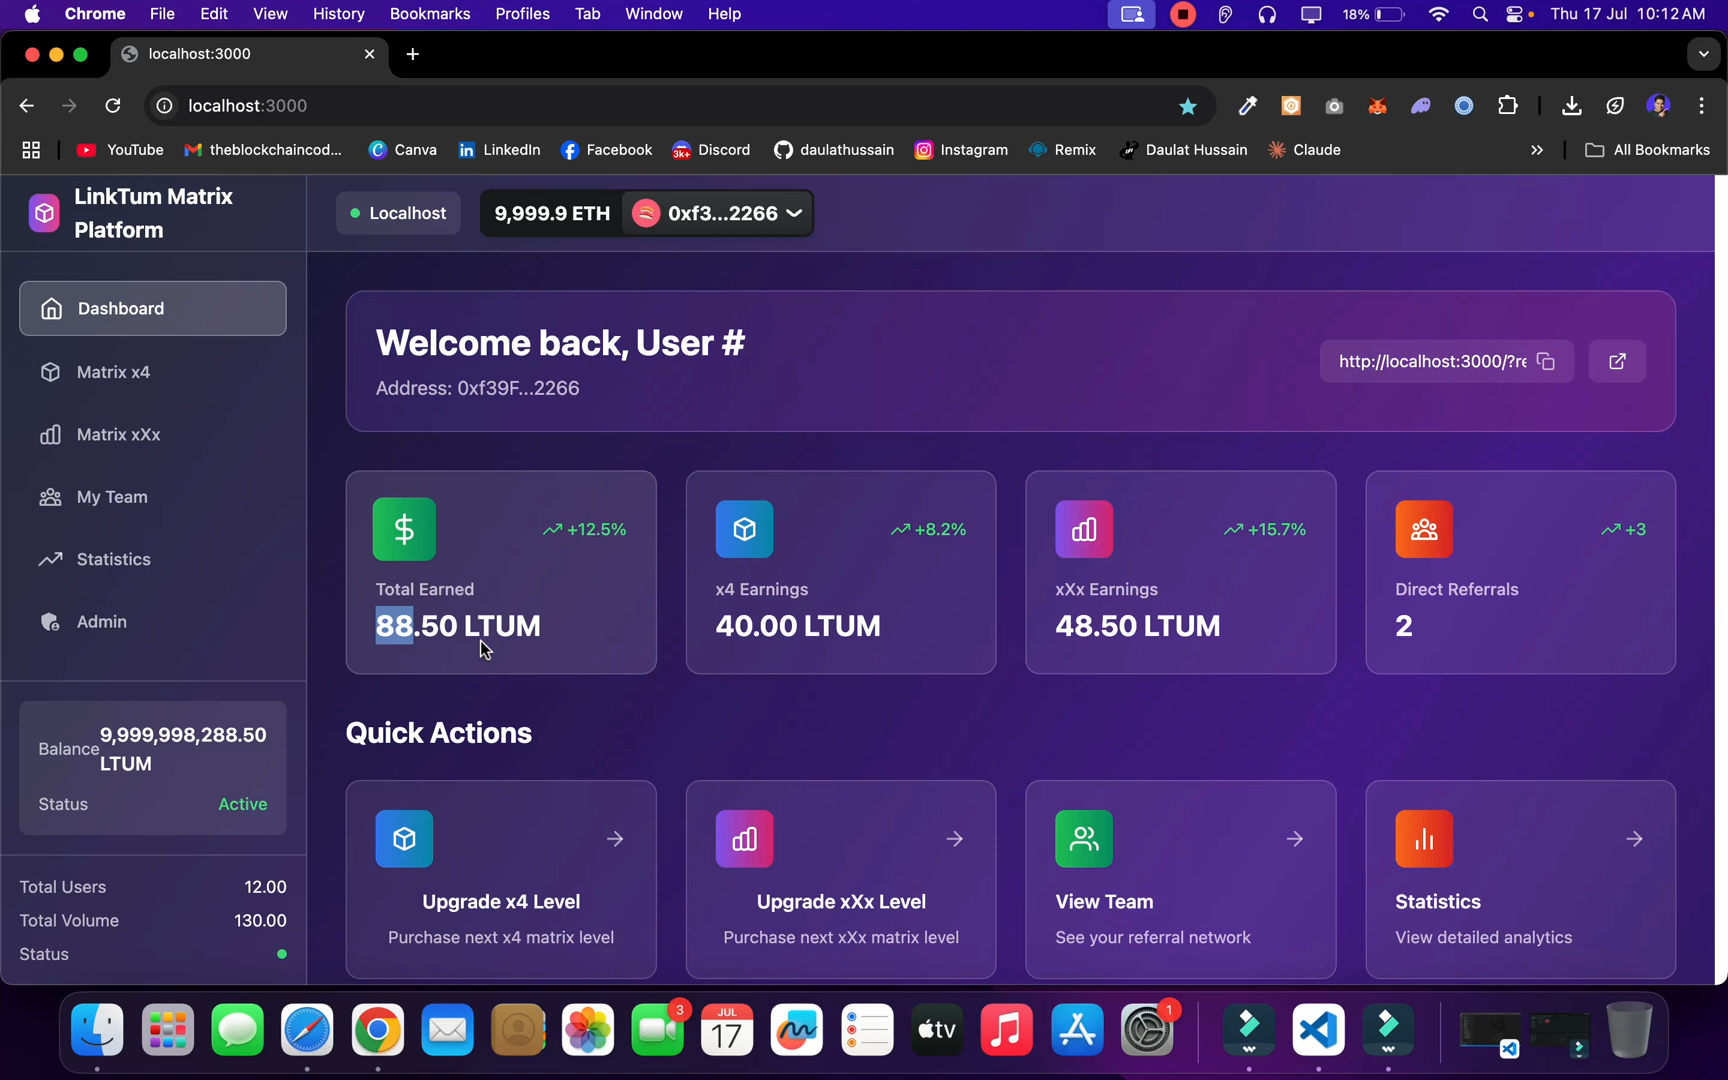 Chrome File Edit View History Bookmarks Profiles Tab Window Help 18% Thu 17 Jul 10:12 AM
localhost:3000
localhost:3000
YouTube theblockchaincod... Canva LinkedIn Facebook 3k+ Discord daulathussain Instagram Remix Daulat Hussain Claude » All Bookmarks
LinkTum Matrix
Platform
Localhost 9,999.9 ETH 0xf3...2266
Dashboard
Matrix x4
Matrix xXx
My Team
Statistics
Admin
Balance 9,999,998,288.50
LTUM
Status Active
Total Users 12.00
Total Volume 130.00
Status
Welcome back, User #
Address: 0xf39F...2266
http://localhost:3000/?re
+12.5%
Total Earned
88.50 LTUM
+8.2%
x4 Earnings
40.00 LTUM
+15.7%
xXx Earnings
48.50 LTUM
+3
Direct Referrals
2
Quick Actions
Upgrade x4 Level
Purchase next x4 matrix level
Upgrade xXx Level
Purchase next xXx matrix level
View Team
See your referral network
Statistics
View detailed analytics
3
JUL
17
tv
1